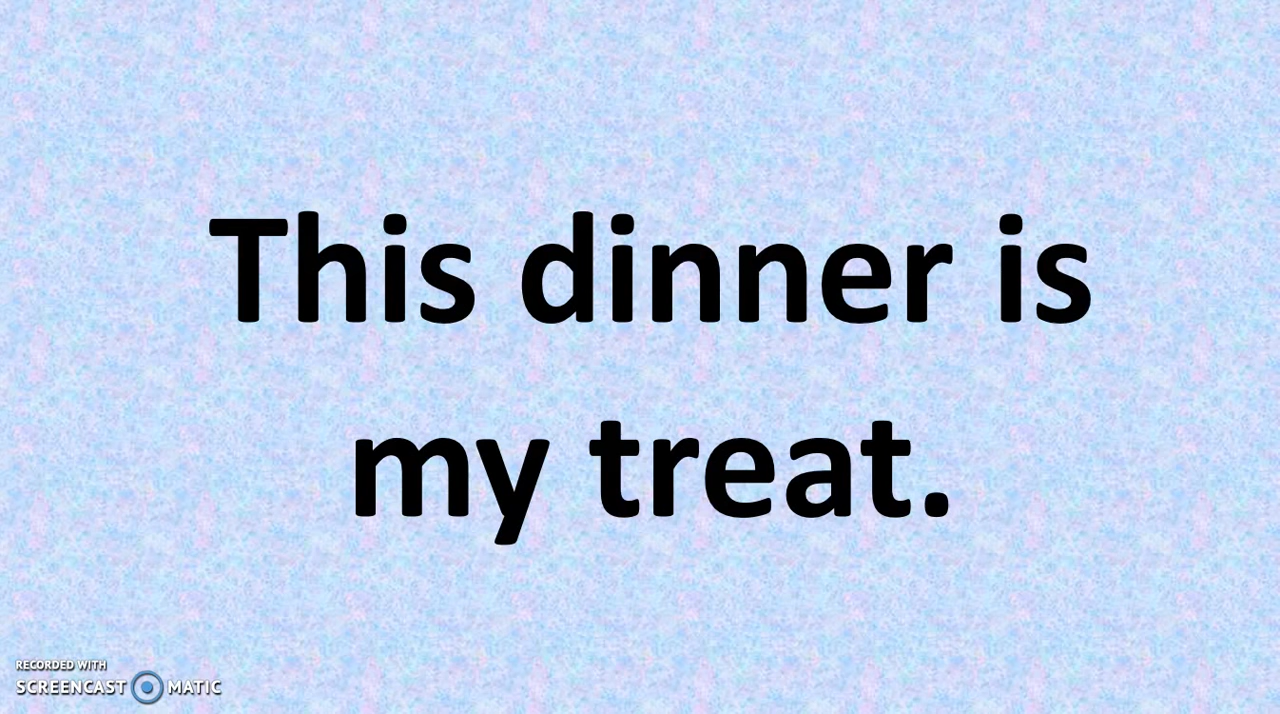 This dinner is
my treat.
RECORDED WITH
SCREENCAST MATIC